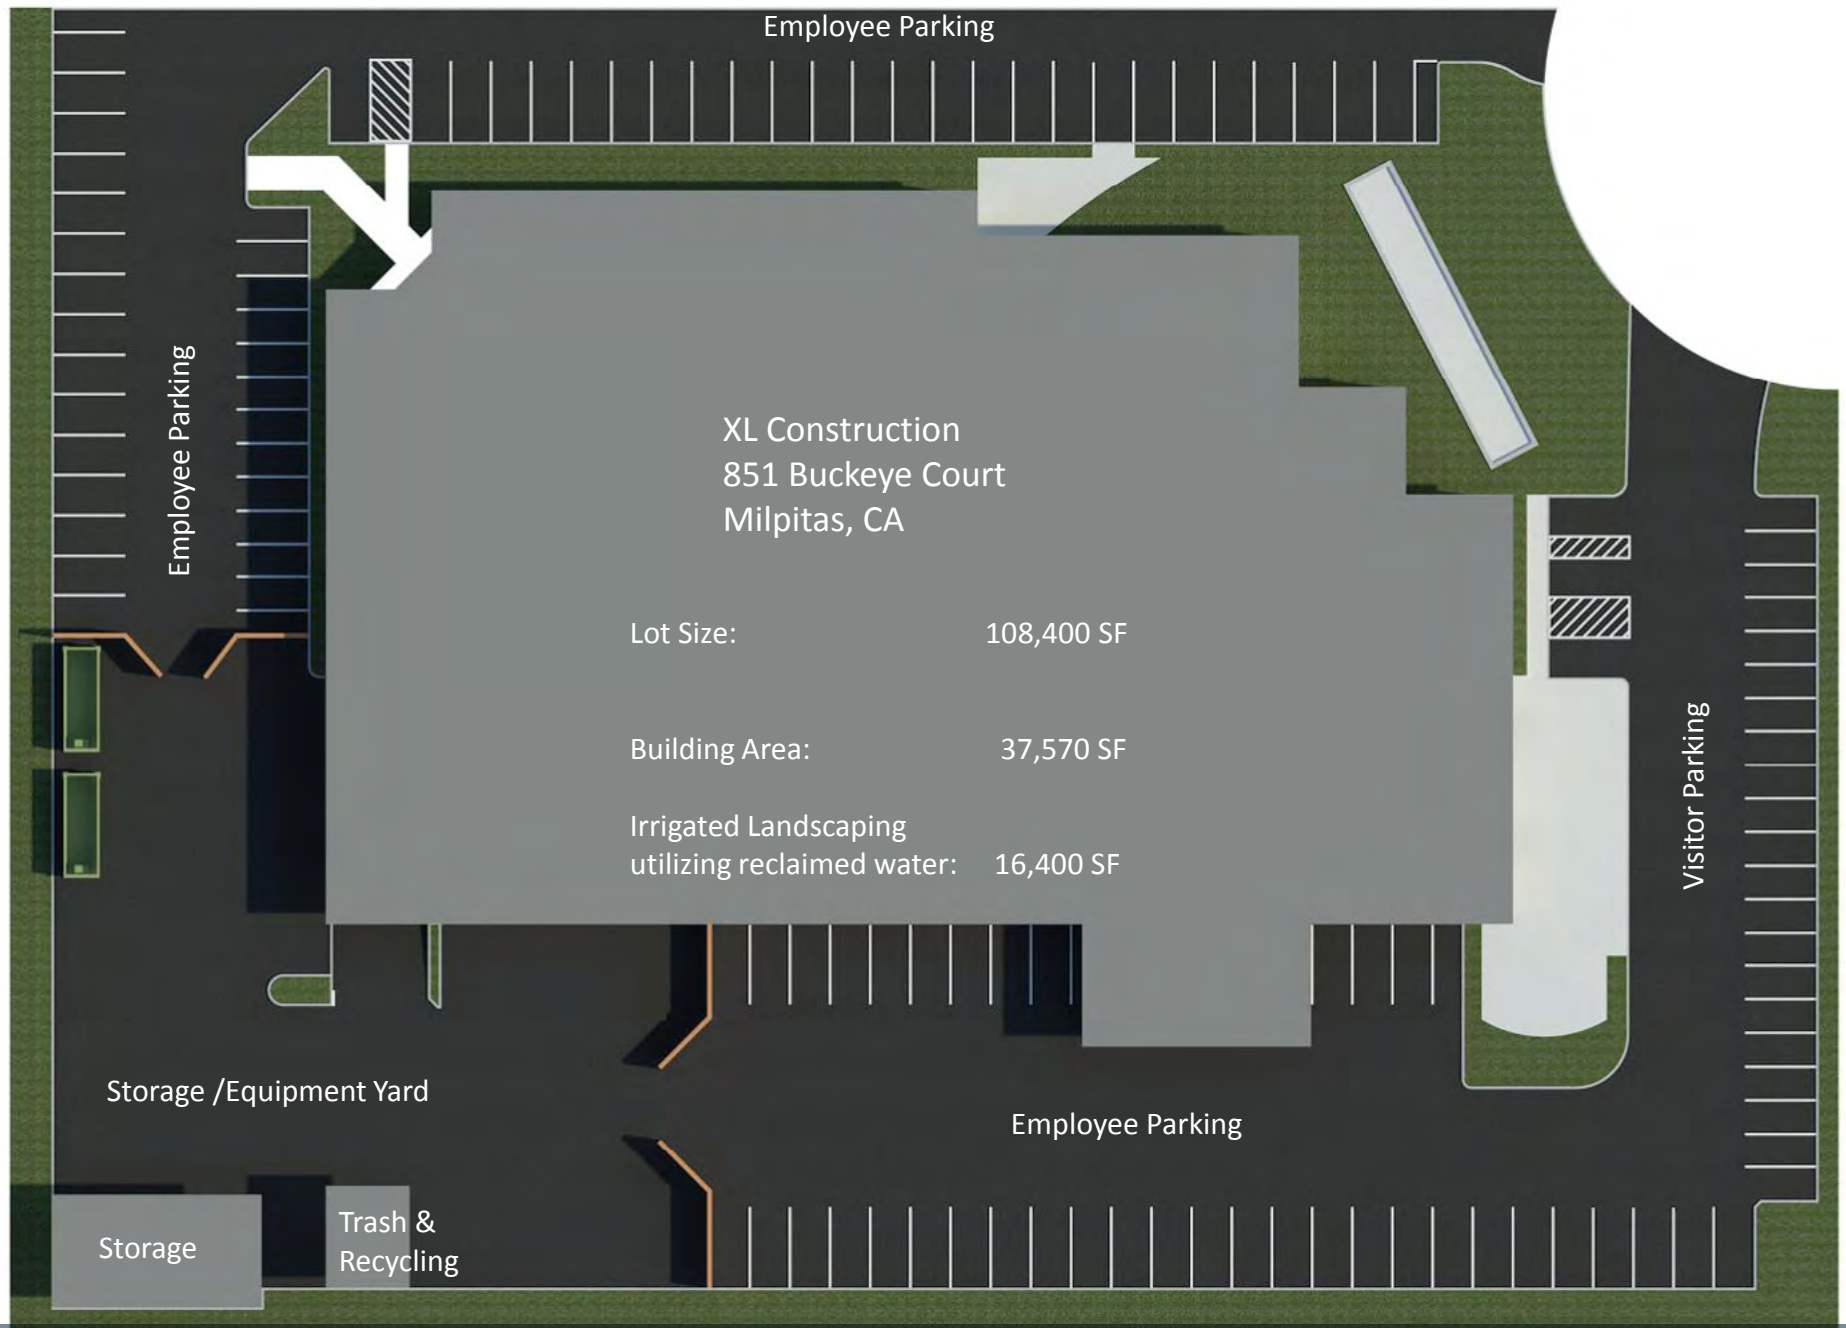 Employee Parking
Employee Parking
XL Construction
851 Buckeye Court
Milpitas, CA
Lot Size: 108,400 SF
Building Area: 37,570 SF
Irrigated Landscaping
utilizing reclaimed water: 16,400 SF
Visitor Parking
Storage /Equipment Yard
Employee Parking
Storage
Trash &
Recycling